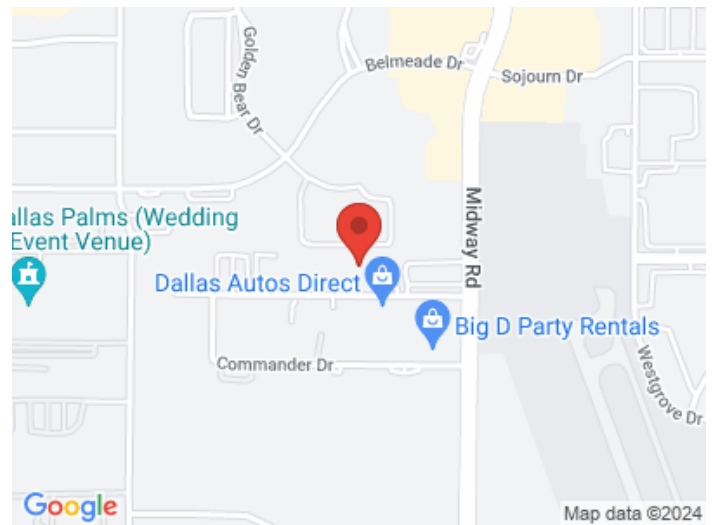 Golden Bear Dr
Belmeade Dr
Sojourn Dr
Midway Rd
allas Palms (Wedding
Event Venue)
Dallas Autos Direct
Big D Party Rentals
Commander Dr
Westgrove Dr
Google
Map data ©2024